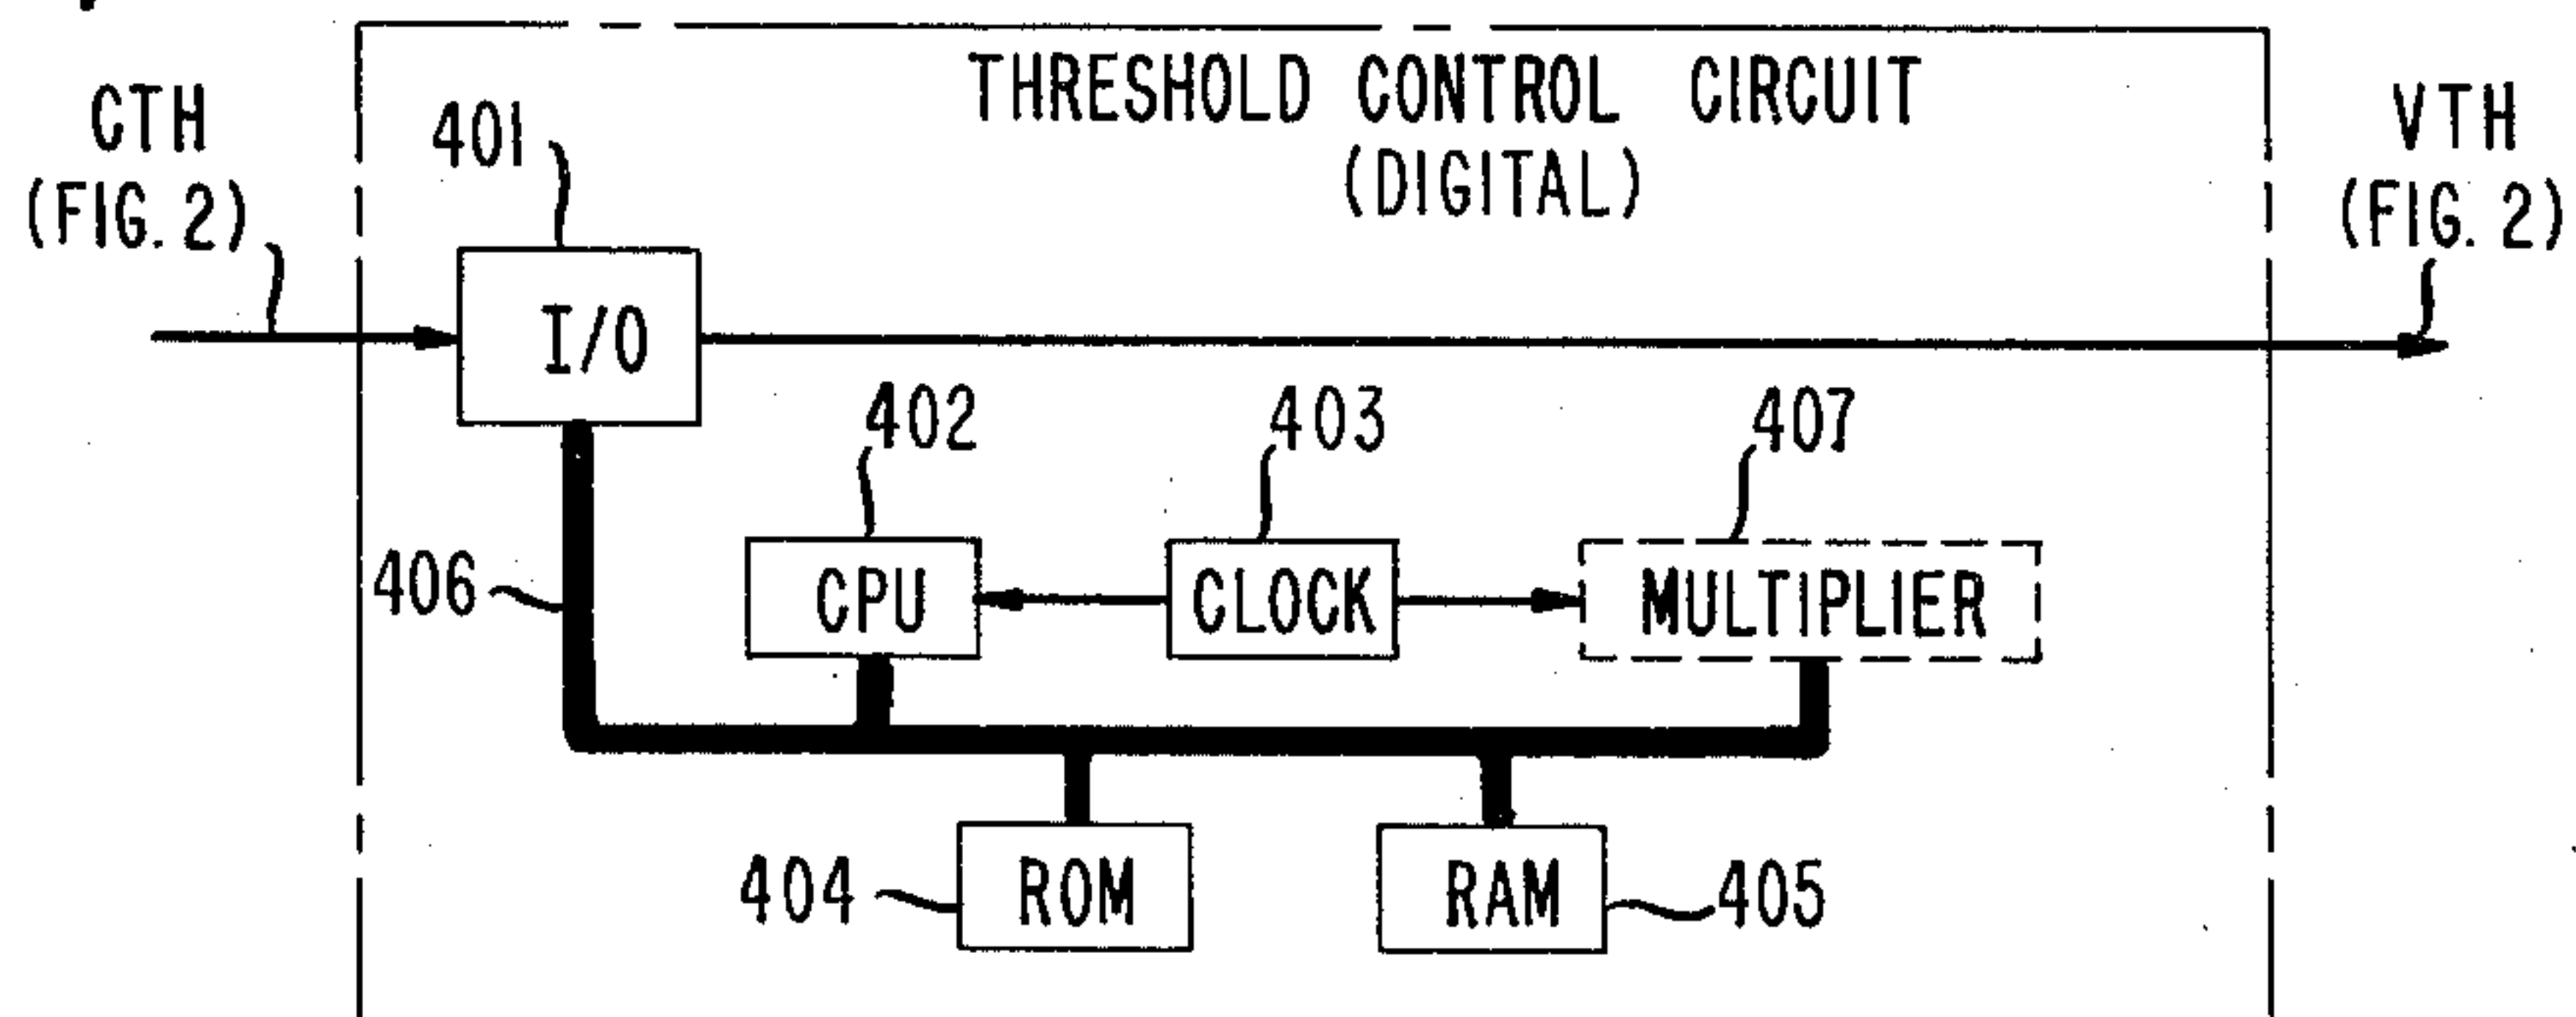 THRESHOLD CONTROL CIRCUIT
(DIGITAL)
CTH
(FIG. 2)
VTH
(FIG. 2)
401
I/O
402
403
407
406
CPU
CLOCK
MULTIPLIER
404
ROM
RAM
405